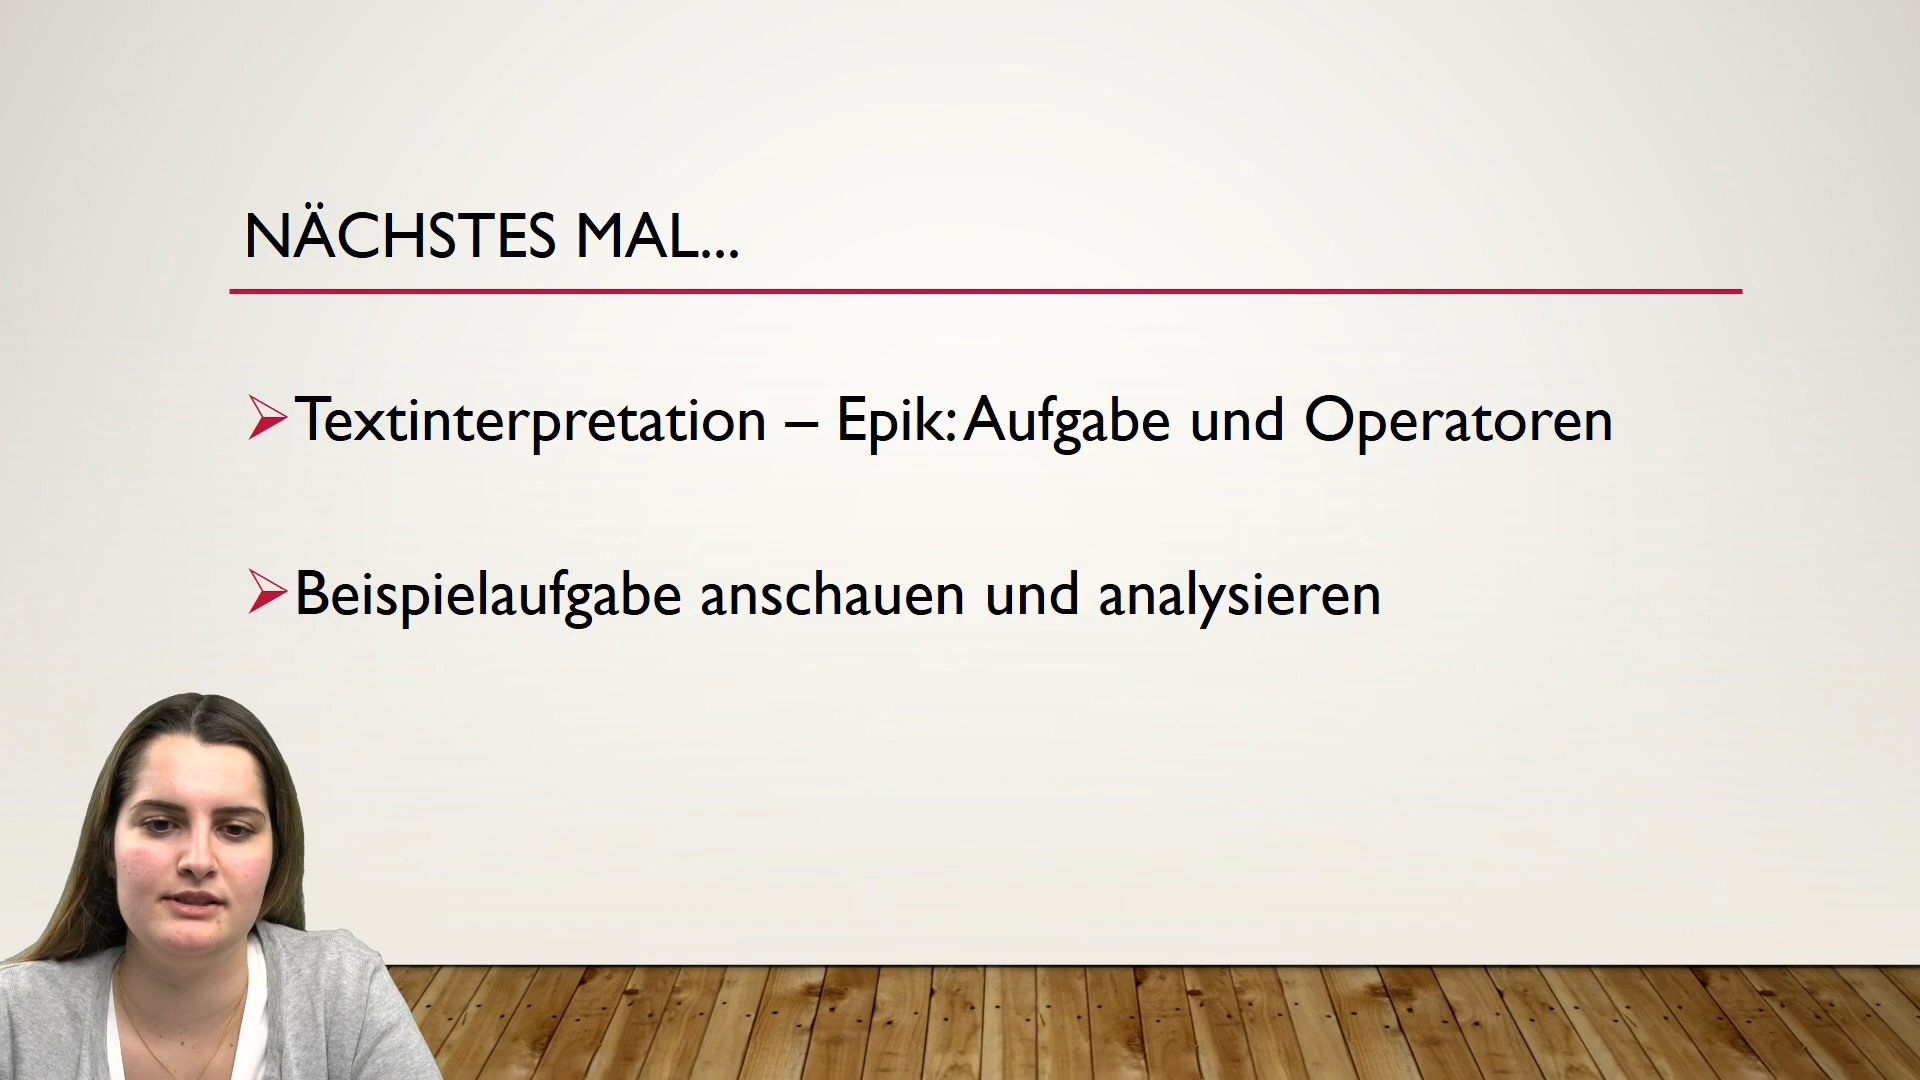 NÄCHSTES MAL...
Textinterpretation – Epik: Aufgabe und Operatoren
Beispielaufgabe anschauen und analysieren